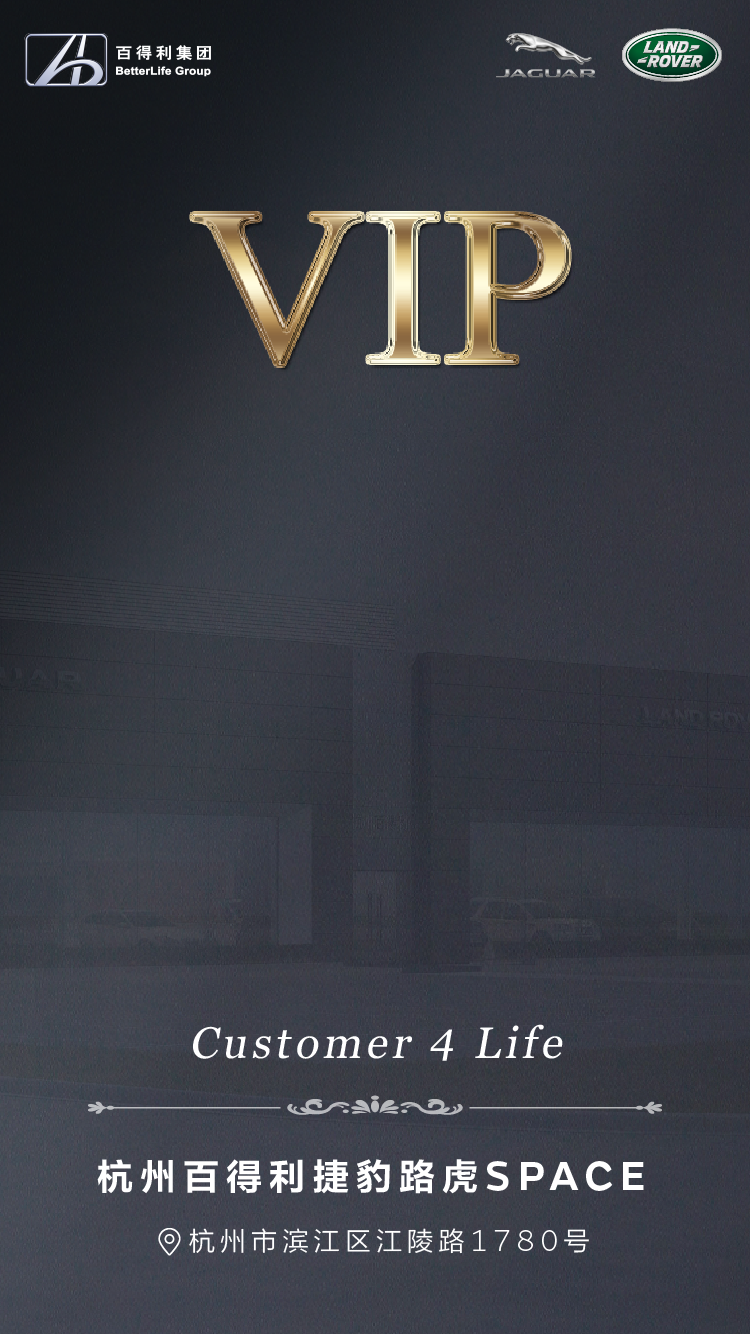 百得利集团
BetterLife Group
JAGUAR
LAND-
-ROVER
VIP
Customer 4 Life
杭州百得利捷豹路虎SPACE
杭州市滨江区江陵路1780号